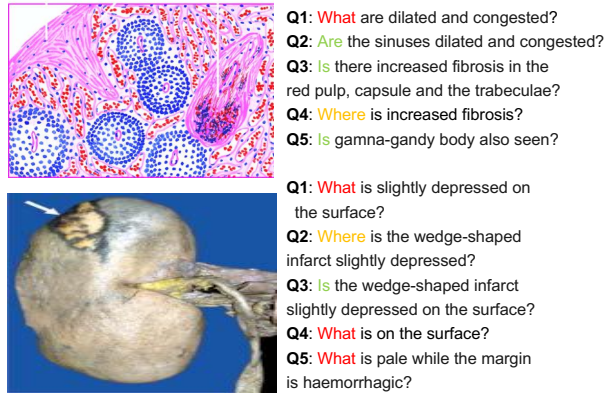 Q1: What are dilated and congested?
Q2: Are the sinuses dilated and congested?
Q3: Is there increased fibrosis in the
red pulp, capsule and the trabeculae?
Q4: Where is increased fibrosis?
Q5: Is gamna-gandy body also seen?
Q1: What is slightly depressed on
the surface?
Q2: Where is the wedge-shaped
infarct slightly depressed?
Q3: Is the wedge-shaped infarct
slightly depressed on the surface?
Q4: What is on the surface?
Q5: What is pale while the margin
is haemorrhagic?